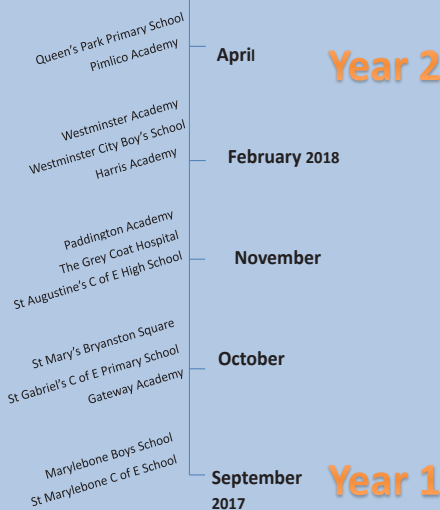 Queen's Park Primary School
Pimlico Academy
April
Year 2
Westminster Academy
Westminster City Boy's School
Harris Academy
February 2018
Paddington Academy
The Grey Coat Hospital
St Augustine's C of E High School
November
St Mary's Bryanston Square
St Gabriel's C of E Primary School
Gateway Academy
October
Marylebone Boys School
St Marylebone C of E School
September
2017
Year 1